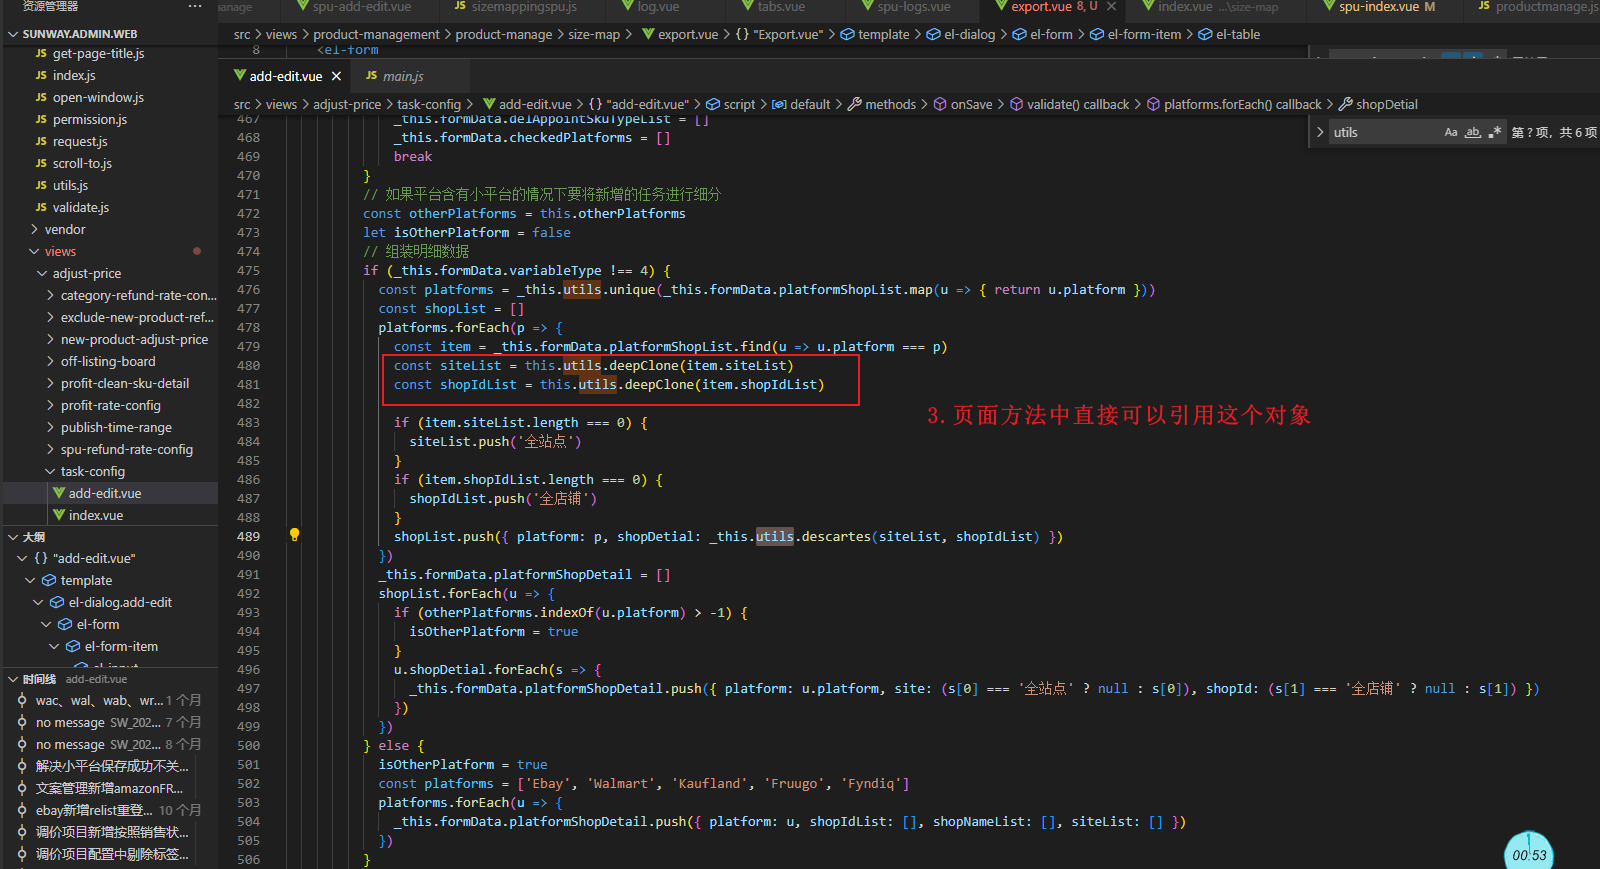 资源管理器 ···
SUNWAY.ADMIN.WEB
get-page-title.js
index.js
open-window.js
permission.js
request.js
scroll-to.js
utils.js
validate.js
vendor
views
adjust-price
category-refund-rate-con...
exclude-new-product-ref...
new-product-adjust-price
off-listing-board
profit-clean-sku-detail
profit-rate-config
publish-time-range
spu-refund-rate-config
task-config
add-edit.vue
index.vue
大纲
{} "add-edit.vue"
template
el-dialog.add-edit
el-form
el-form-item
el-input
时间线 add-edit.vue
wac、wal、wab、wr... 1 个月
no message SW_202... 7 个月
no message SW_202... 8 个月
解决小平台保存成功不关...
文案管理新增amazonFR...
ebay新增relist重登... 10 个月
调价项目新增按照销售状...
调价项目配置中剔除标签...
manage spu-add-edit.vue JS sizemappingspu.js log.vue tabs.vue spu-logs.vue export.vue 8, U index.vue ...\size-map spu-index.vue M JS productmanage.js
src > views > product-management > product-manage > size-map > export.vue > {} "Export.vue" > template > el-dialog > el-form > el-form-item > el-table
8 <el-form
add-edit.vue JS main.js
src > views > adjust-price > task-config > add-edit.vue > {} "add-edit.vue" > script > default > methods > onSave > validate() callback > platforms.forEach() callback > shopDetial
utils Aa ab .* 第 ? 项，共 6 项
467 _this.formData.delAppointSkuTypeList = []
468 _this.formData.checkedPlatforms = []
469 break
470 }
471 // 如果平台含有小平台的情况下要将新增的任务进行细分
472 const otherPlatforms = this.otherPlatforms
473 let isOtherPlatform = false
474 // 组装明细数据
475 if (_this.formData.variableType !== 4) {
476 const platforms = _this.utils.unique(_this.formData.platformShopList.map(u => { return u.platform }))
477 const shopList = []
478 platforms.forEach(p => {
479 const item = _this.formData.platformShopList.find(u => u.platform === p)
480 const siteList = this.utils.deepClone(item.siteList)
481 const shopIdList = this.utils.deepClone(item.shopIdList)
482
483 if (item.siteList.length === 0) {
484 siteList.push('全站点')
485 }
486 if (item.shopIdList.length === 0) {
487 shopIdList.push('全店铺')
488 }
489 shopList.push({ platform: p, shopDetial: _this.utils.descartes(siteList, shopIdList) })
490 })
491 _this.formData.platformShopDetail = []
492 shopList.forEach(u => {
493 if (otherPlatforms.indexOf(u.platform) > -1) {
494 isOtherPlatform = true
495 }
496 u.shopDetial.forEach(s => {
497 _this.formData.platformShopDetail.push({ platform: u.platform, site: (s[0] === '全站点' ? null : s[0]), shopId: (s[1] === '全店铺' ? null : s[1]) })
498 })
499 })
500 } else {
501 isOtherPlatform = true
502 const platforms = ['Ebay', 'Walmart', 'Kaufland', 'Fruugo', 'Fyndiq']
503 platforms.forEach(u => {
504 _this.formData.platformShopDetail.push({ platform: u, shopIdList: [], shopNameList: [], siteList: [] })
505 })
506 }
3.页面方法中直接可以引用这个对象
00:53